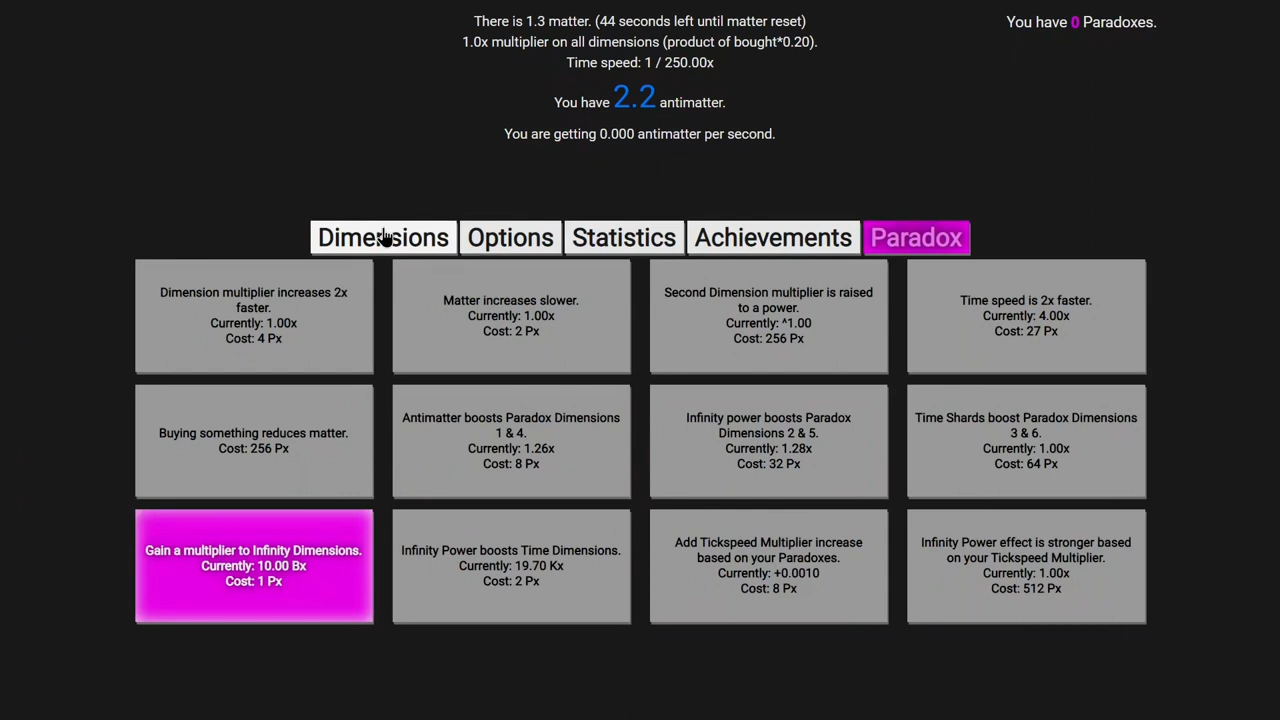 There is 1.3 matter. (44 seconds left until matter reset)
You have 0 Paradoxes.
1.0x multiplier on all dimensions (product of bought*0.20).
Time speed: 1 / 250.00x
You have 2.2 antimatter.
You are getting 0.000 antimatter per second.
Dimensions
Options
Statistics
Achievements
Paradox
Dimension multiplier increases 2x
faster.
Currently: 1.00x
Cost: 4 Px
Matter increases slower.
Currently: 1.00x
Cost: 2 Px
Second Dimension multiplier is raised
to a power.
Currently: ^1.00
Cost: 256 Px
Time speed is 2x faster.
Currently: 4.00x
Cost: 27 Px
Buying something reduces matter.
Cost: 256 Px
Antimatter boosts Paradox Dimensions
1 & 4.
Currently: 1.26x
Cost: 8 Px
Infinity power boosts Paradox
Dimensions 2 & 5.
Currently: 1.28x
Cost: 32 Px
Time Shards boost Paradox Dimensions
3 & 6.
Currently: 1.00x
Cost: 64 Px
Gain a multiplier to Infinity Dimensions.
Currently: 10.00 Bx
Cost: 1 Px
Infinity Power boosts Time Dimensions.
Currently: 19.70 Kx
Cost: 2 Px
Add Tickspeed Multiplier increase
based on your Paradoxes.
Currently: +0.0010
Cost: 8 Px
Infinity Power effect is stronger based
on your Tickspeed Multiplier.
Currently: 1.00x
Cost: 512 Px